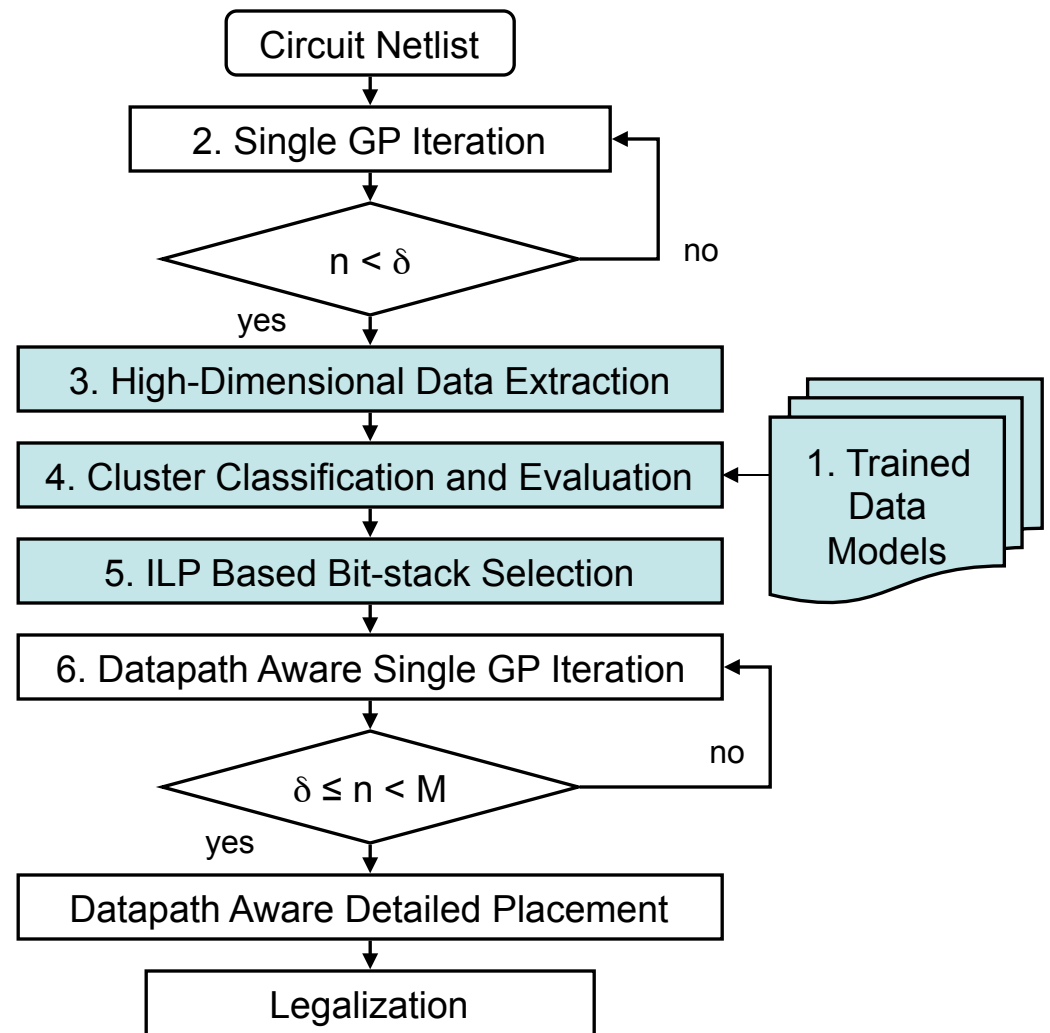 Circuit Netlist
2. Single GP Iteration
n < δ
no
yes
3. High-Dimensional Data Extraction
4. Cluster Classification and Evaluation
1. Trained
Data
Models
5. ILP Based Bit-stack Selection
6. Datapath Aware Single GP Iteration
no
δ ≤ n < M
yes
Datapath Aware Detailed Placement
Legalization